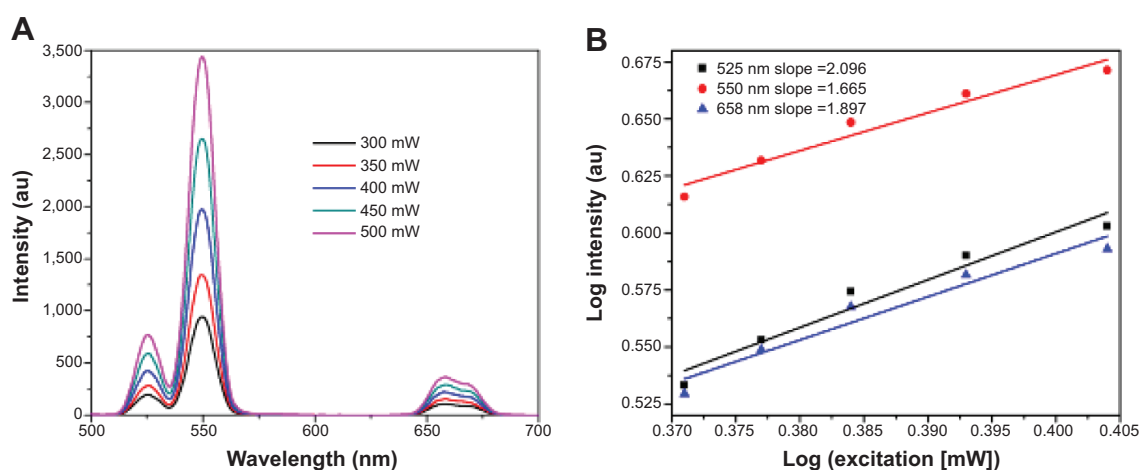 A
Intensity (au)
3,500
3,000
2,500
2,000
1,500
1,000
500
0
300 mW
350 mW
400 mW
450 mW
500 mW
500
550
600
650
700
Wavelength (nm)
B
Log intensity (au)
0.675
0.650
0.625
0.600
0.575
0.550
0.525
525 nm slope =2.096
550 nm slope =1.665
658 nm slope =1.897
0.370
0.375
0.380
0.385
0.390
0.395
0.400
0.405
Log (excitation [mW])